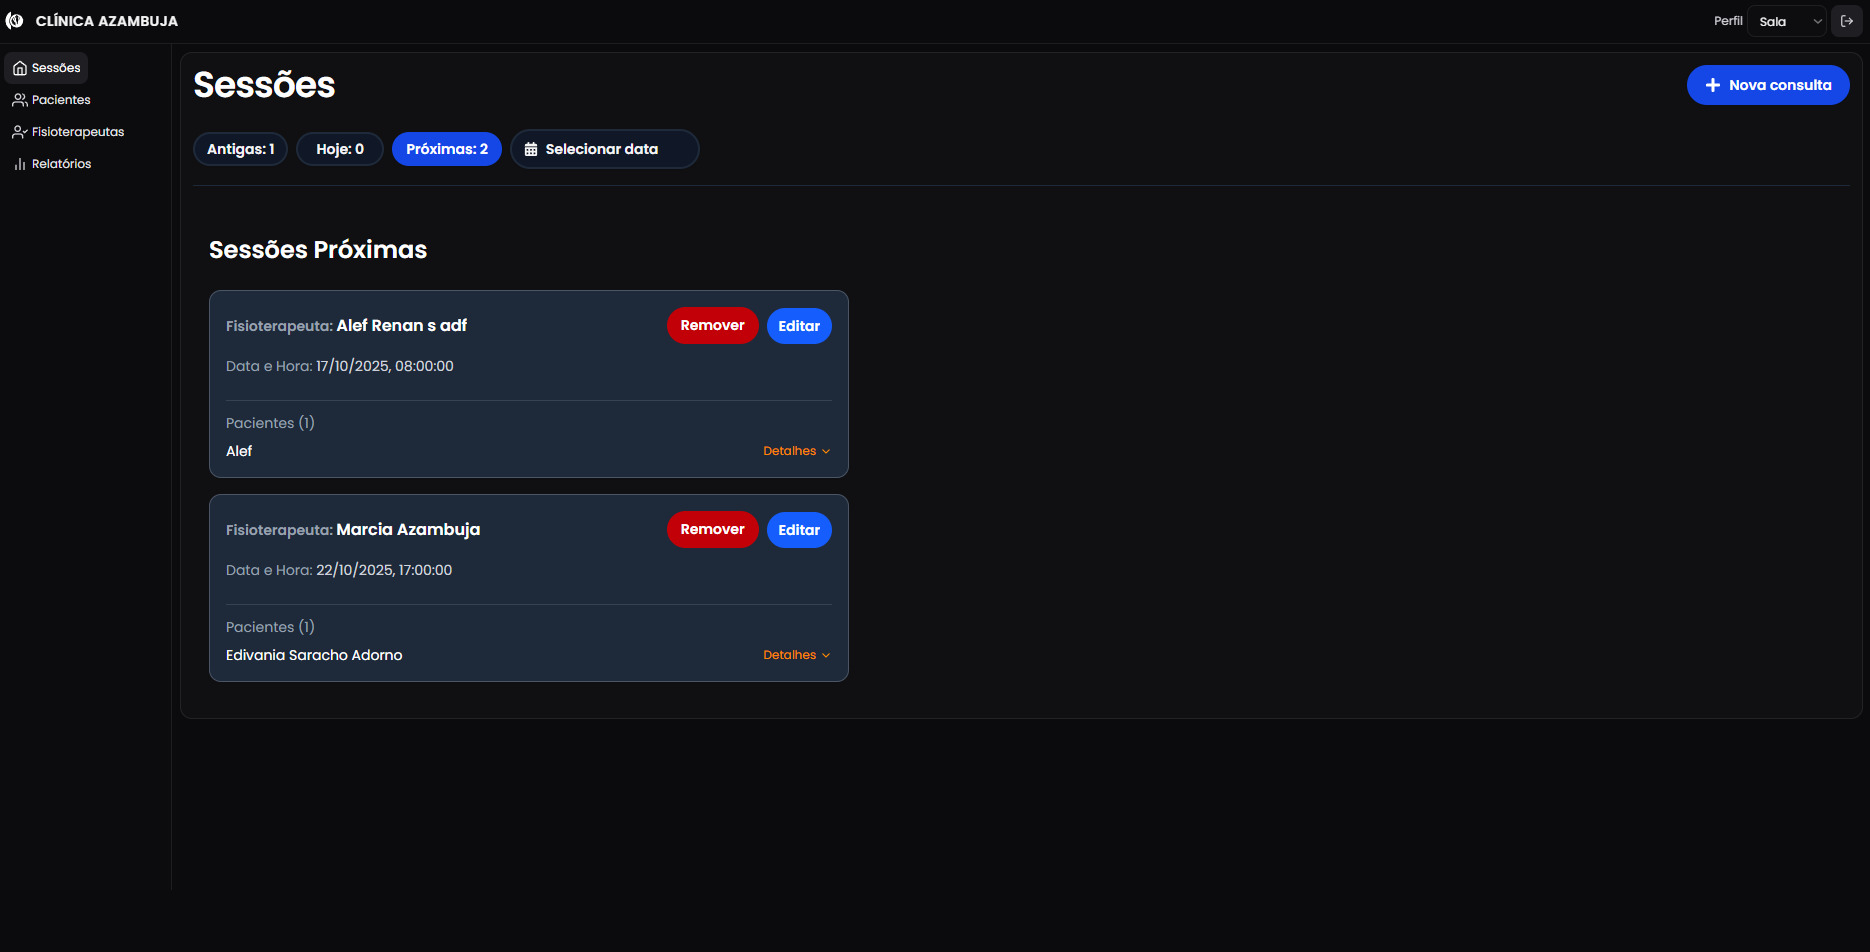 CLÍNICA AZAMBUJA
Perfil
Sala
Sessões
Pacientes
Fisioterapeutas
Relatórios
Sessões
Nova consulta
Antigas: 1
Hoje: 0
Próximas: 2
Selecionar data
Sessões Próximas
Fisioterapeuta: Alef Renan s adf
Remover
Editar
Data e Hora: 17/10/2025, 08:00:00
Pacientes (1)
Alef
Detalhes
Fisioterapeuta: Marcia Azambuja
Remover
Editar
Data e Hora: 22/10/2025, 17:00:00
Pacientes (1)
Edivania Saracho Adorno
Detalhes